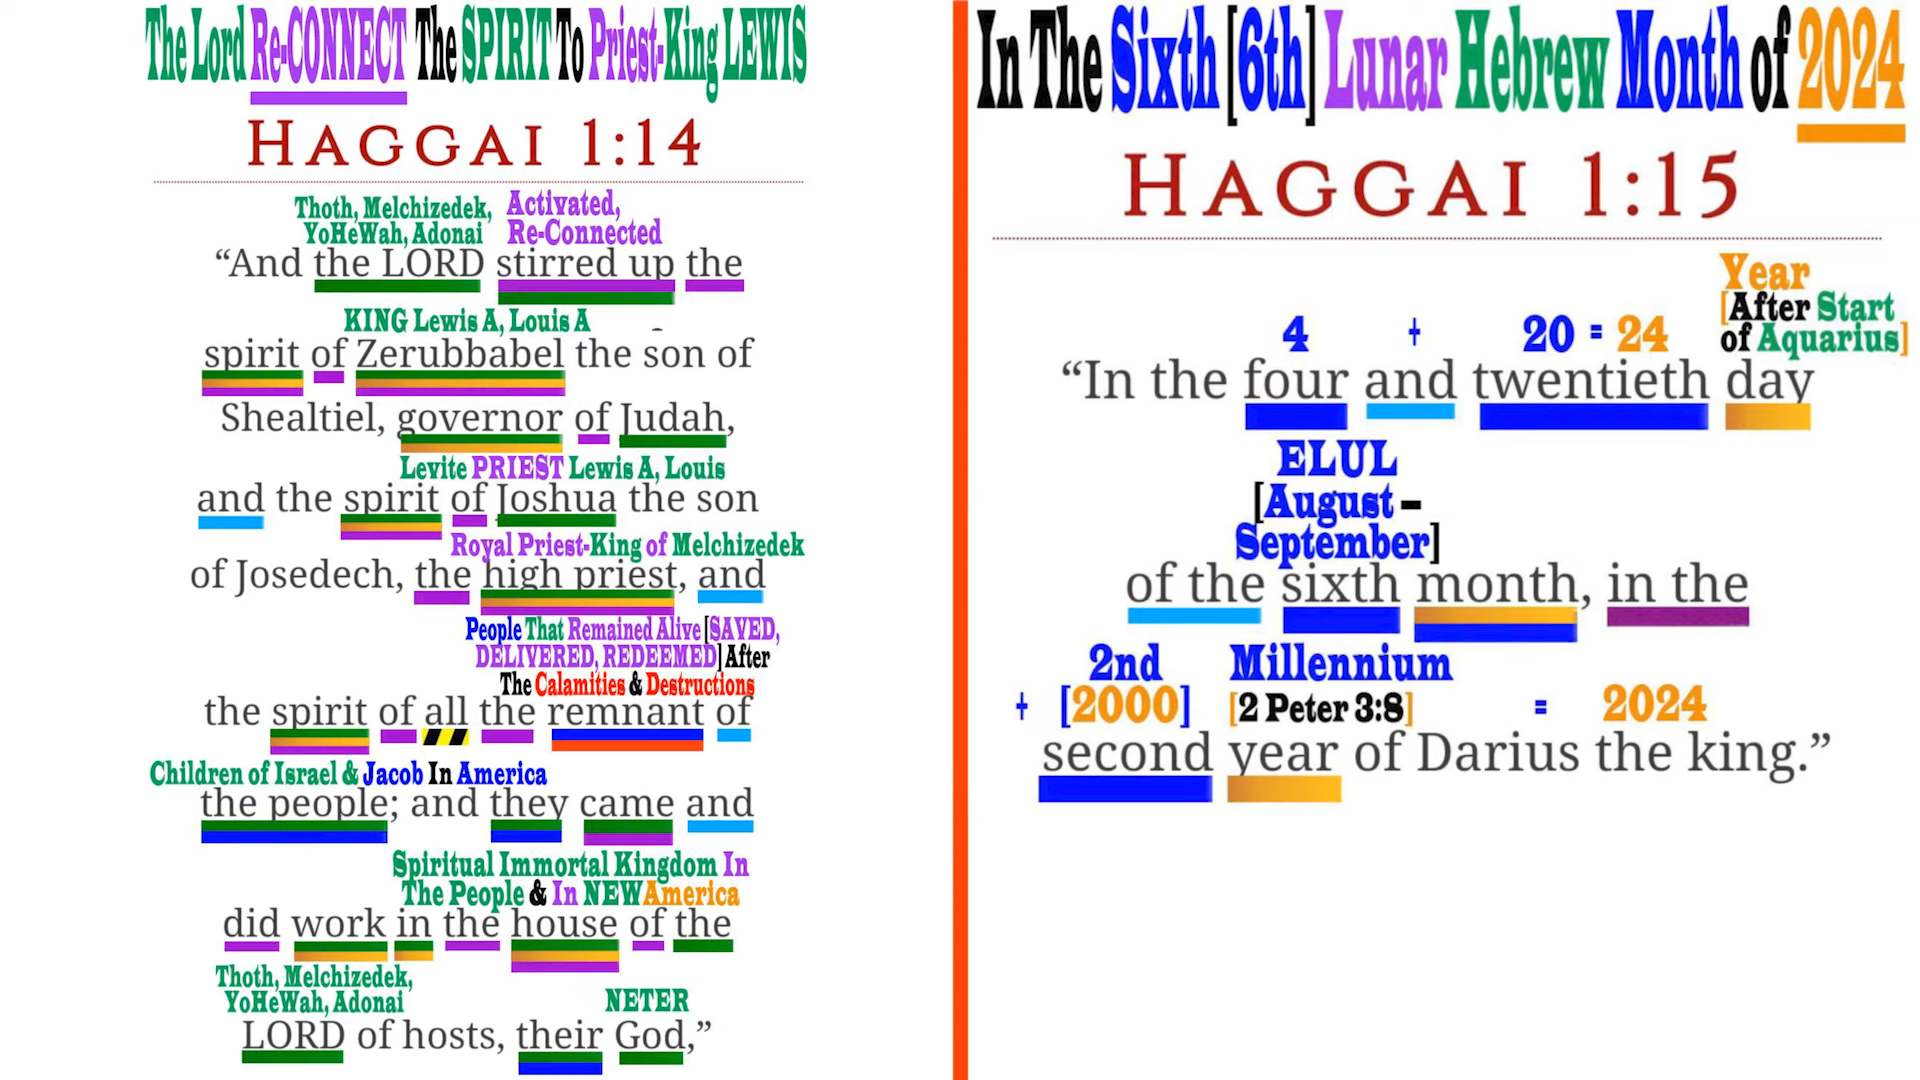 The Lord Re-CONNECT The SPIRIT To Priest-King LEWIS
HAGGAI 1:14
Thoth, Melchizedek, Activated,
YoHeWah, Adonai Re-Connected
“And the LORD stirred up the
KING Lewis A, Louis A
spirit of Zerubbabel the son of
Shealtiel, governor of Judah,
Levite PRIEST Lewis A, Louis
and the spirit of Joshua the son
Royal Priest-King of Melchizedek
of Josedech, the high priest, and
People That Remained Alive [SAVED,
DELIVERED, REDEEMED] After
The Calamities & Destructions
the spirit of all the remnant of
Children of Israel & Jacob In America
the people; and they came and
Spiritual Immortal Kingdom In
The People & In NEW America
did work in the house of the
Thoth, Melchizedek,
YoHeWah, Adonai NETER
LORD of hosts, their God,”
In The Sixth [6th] Lunar Hebrew Month of 2024
HAGGAI 1:15
Year
[After Start
of Aquarius]
4 + 20 = 24
“In the four and twentieth day
ELUL
[August –
September]
of the sixth month, in the
2nd Millennium
+ [2000] [2 Peter 3:8] = 2024
second year of Darius the king.”